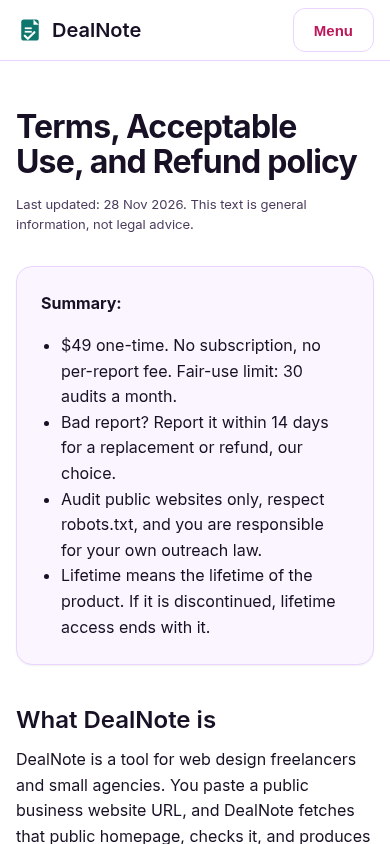 DealNote
Menu
Terms, Acceptable
Use, and Refund policy
Last updated: 28 Nov 2026. This text is general
information, not legal advice.
Summary:
• $49 one-time. No subscription, no
per-report fee. Fair-use limit: 30
audits a month.
• Bad report? Report it within 14 days
for a replacement or refund, our
choice.
• Audit public websites only, respect
robots.txt, and you are responsible
for your own outreach law.
• Lifetime means the lifetime of the
product. If it is discontinued, lifetime
access ends with it.
What DealNote is
DealNote is a tool for web design freelancers
and small agencies. You paste a public
business website URL, and DealNote fetches
that public homepage, checks it, and produces